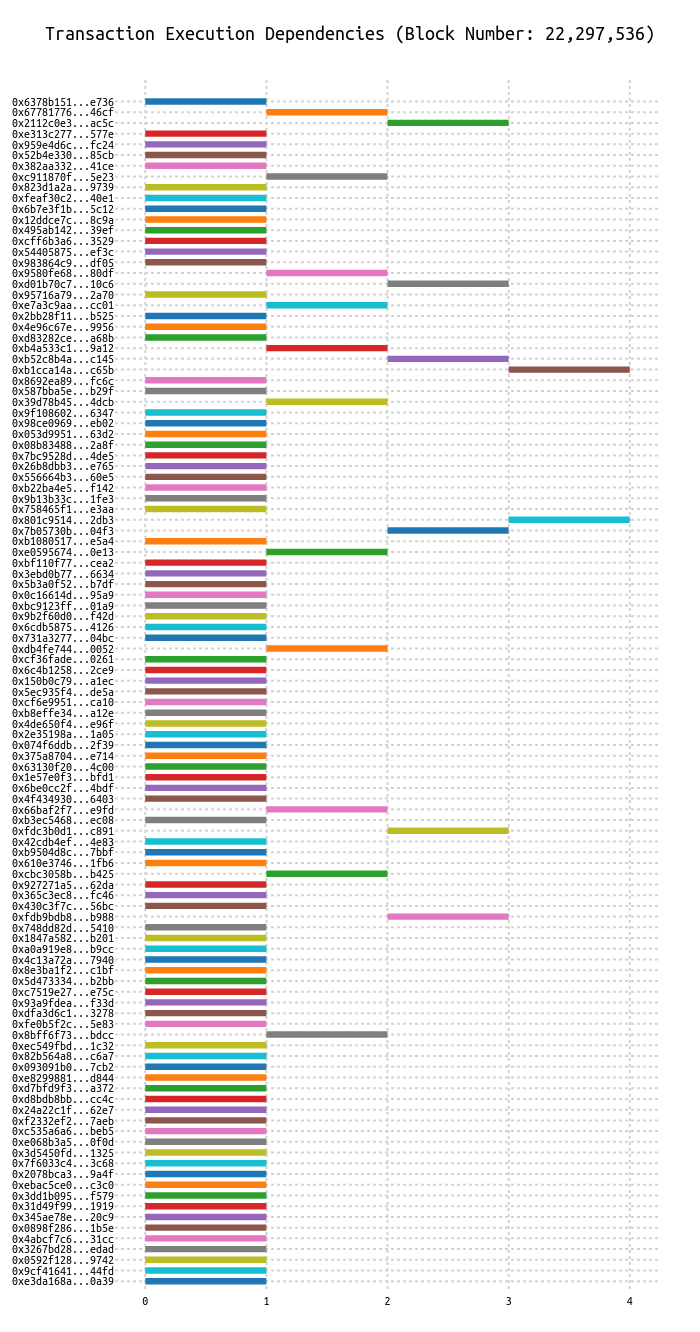 Transaction Execution Dependencies (Block Number: 22,297,536)
0x6378b151...e736
0x67781776...46cf
0x2112c0e3...ac5c
0xe313c277...577e
0x959e4d6c...fc24
0x52b4e330...85cb
0x382aa332...41ce
0xc911870f...5e23
0x823d1a2a...9739
0xfeaf30c2...40e1
0x6b7e3f1b...5c12
0x12ddce7c...8c9a
0x495ab142...39ef
0xcff6b3a6...3529
0x54405875...ef3c
0x983864c9...df05
0x9580fe68...80df
0xd01b70c7...10c6
0x95716a79...2a70
0xe7a3c9aa...cc01
0x2bb28f11...b525
0x4e96c67e...9956
0xd83282ce...a68b
0xb4a533c1...9a12
0xb52c8b4a...c145
0xb1cca14a...c65b
0x8692ea89...fc6c
0x587bba5e...b29f
0x39d78b45...4dcb
0x9f108602...6347
0x98ce0969...eb02
0x053d9951...63d2
0x08b83488...2a8f
0x7bc9528d...4de5
0x26b8dbb3...e765
0x556664b3...60e5
0xb22ba4e5...f142
0x9b13b33c...1fe3
0x758465f1...e3aa
0x801c9514...2db3
0x7b05730b...04f3
0xb1080517...e5a4
0xe0595674...0e13
0xbf110f77...cea2
0x3ebd0b77...6634
0x5b3a0f52...b7df
0x0c16614d...95a9
0xbc9123ff...01a9
0x9b2f60d0...f42d
0x6cdb5875...4126
0x731a3277...04bc
0xdb4fe744...0052
0xcf36fade...0261
0x6c4b1258...2ce9
0x150b0c79...a1ec
0x5ec935f4...de5a
0xcf6e9951...ca10
0xb8effe34...a12e
0x4de650f4...e96f
0x2e35198a...1a05
0x074f6ddb...2f39
0x375a8704...e714
0x63130f20...4c00
0x1e57e0f3...bfd1
0x6be0cc2f...4bdf
0x4f434930...6403
0x66baf2f7...e9fd
0xb3ec5468...ec08
0xfdc3b0d1...c891
0x42cdb4ef...4e83
0xb9504d8c...7bbf
0x610e3746...1fb6
0xcbc3058b...b425
0x927271a5...62da
0x365c3ec8...fc46
0x430c3f7c...56bc
0xfdb9bdb8...b988
0x748dd82d...5410
0x1847a582...b201
0xa0a919e8...b9cc
0x4c13a72a...7940
0x8e3ba1f2...c1bf
0x5d473334...b2bb
0xc7519e27...e75c
0x93a9fdea...f33d
0xdfa3d6c1...3278
0xfe0b5f2c...5e83
0x8bff6f73...bdcc
0xec549fbd...1c32
0x82b564a8...c6a7
0x093091b0...7cb2
0xe8299881...d844
0xd7bfd9f3...a372
0xd8bdb8bb...cc4c
0x24a22c1f...62e7
0xf2332ef2...7aeb
0xc535a6a6...beb5
0xe068b3a5...0f0d
0x3d5450fd...1325
0x7f6033c4...3c68
0x2078bca3...9a4f
0xebac5ce0...c3c0
0x3dd1b095...f579
0x31d49f99...1919
0x345ae78e...20c9
0x0898f286...1b5e
0x4abcf7c6...31cc
0x3267bd28...edad
0x0592f128...9742
0x9cf41641...44fd
0xe3da168a...0a39
0 1 2 3 4